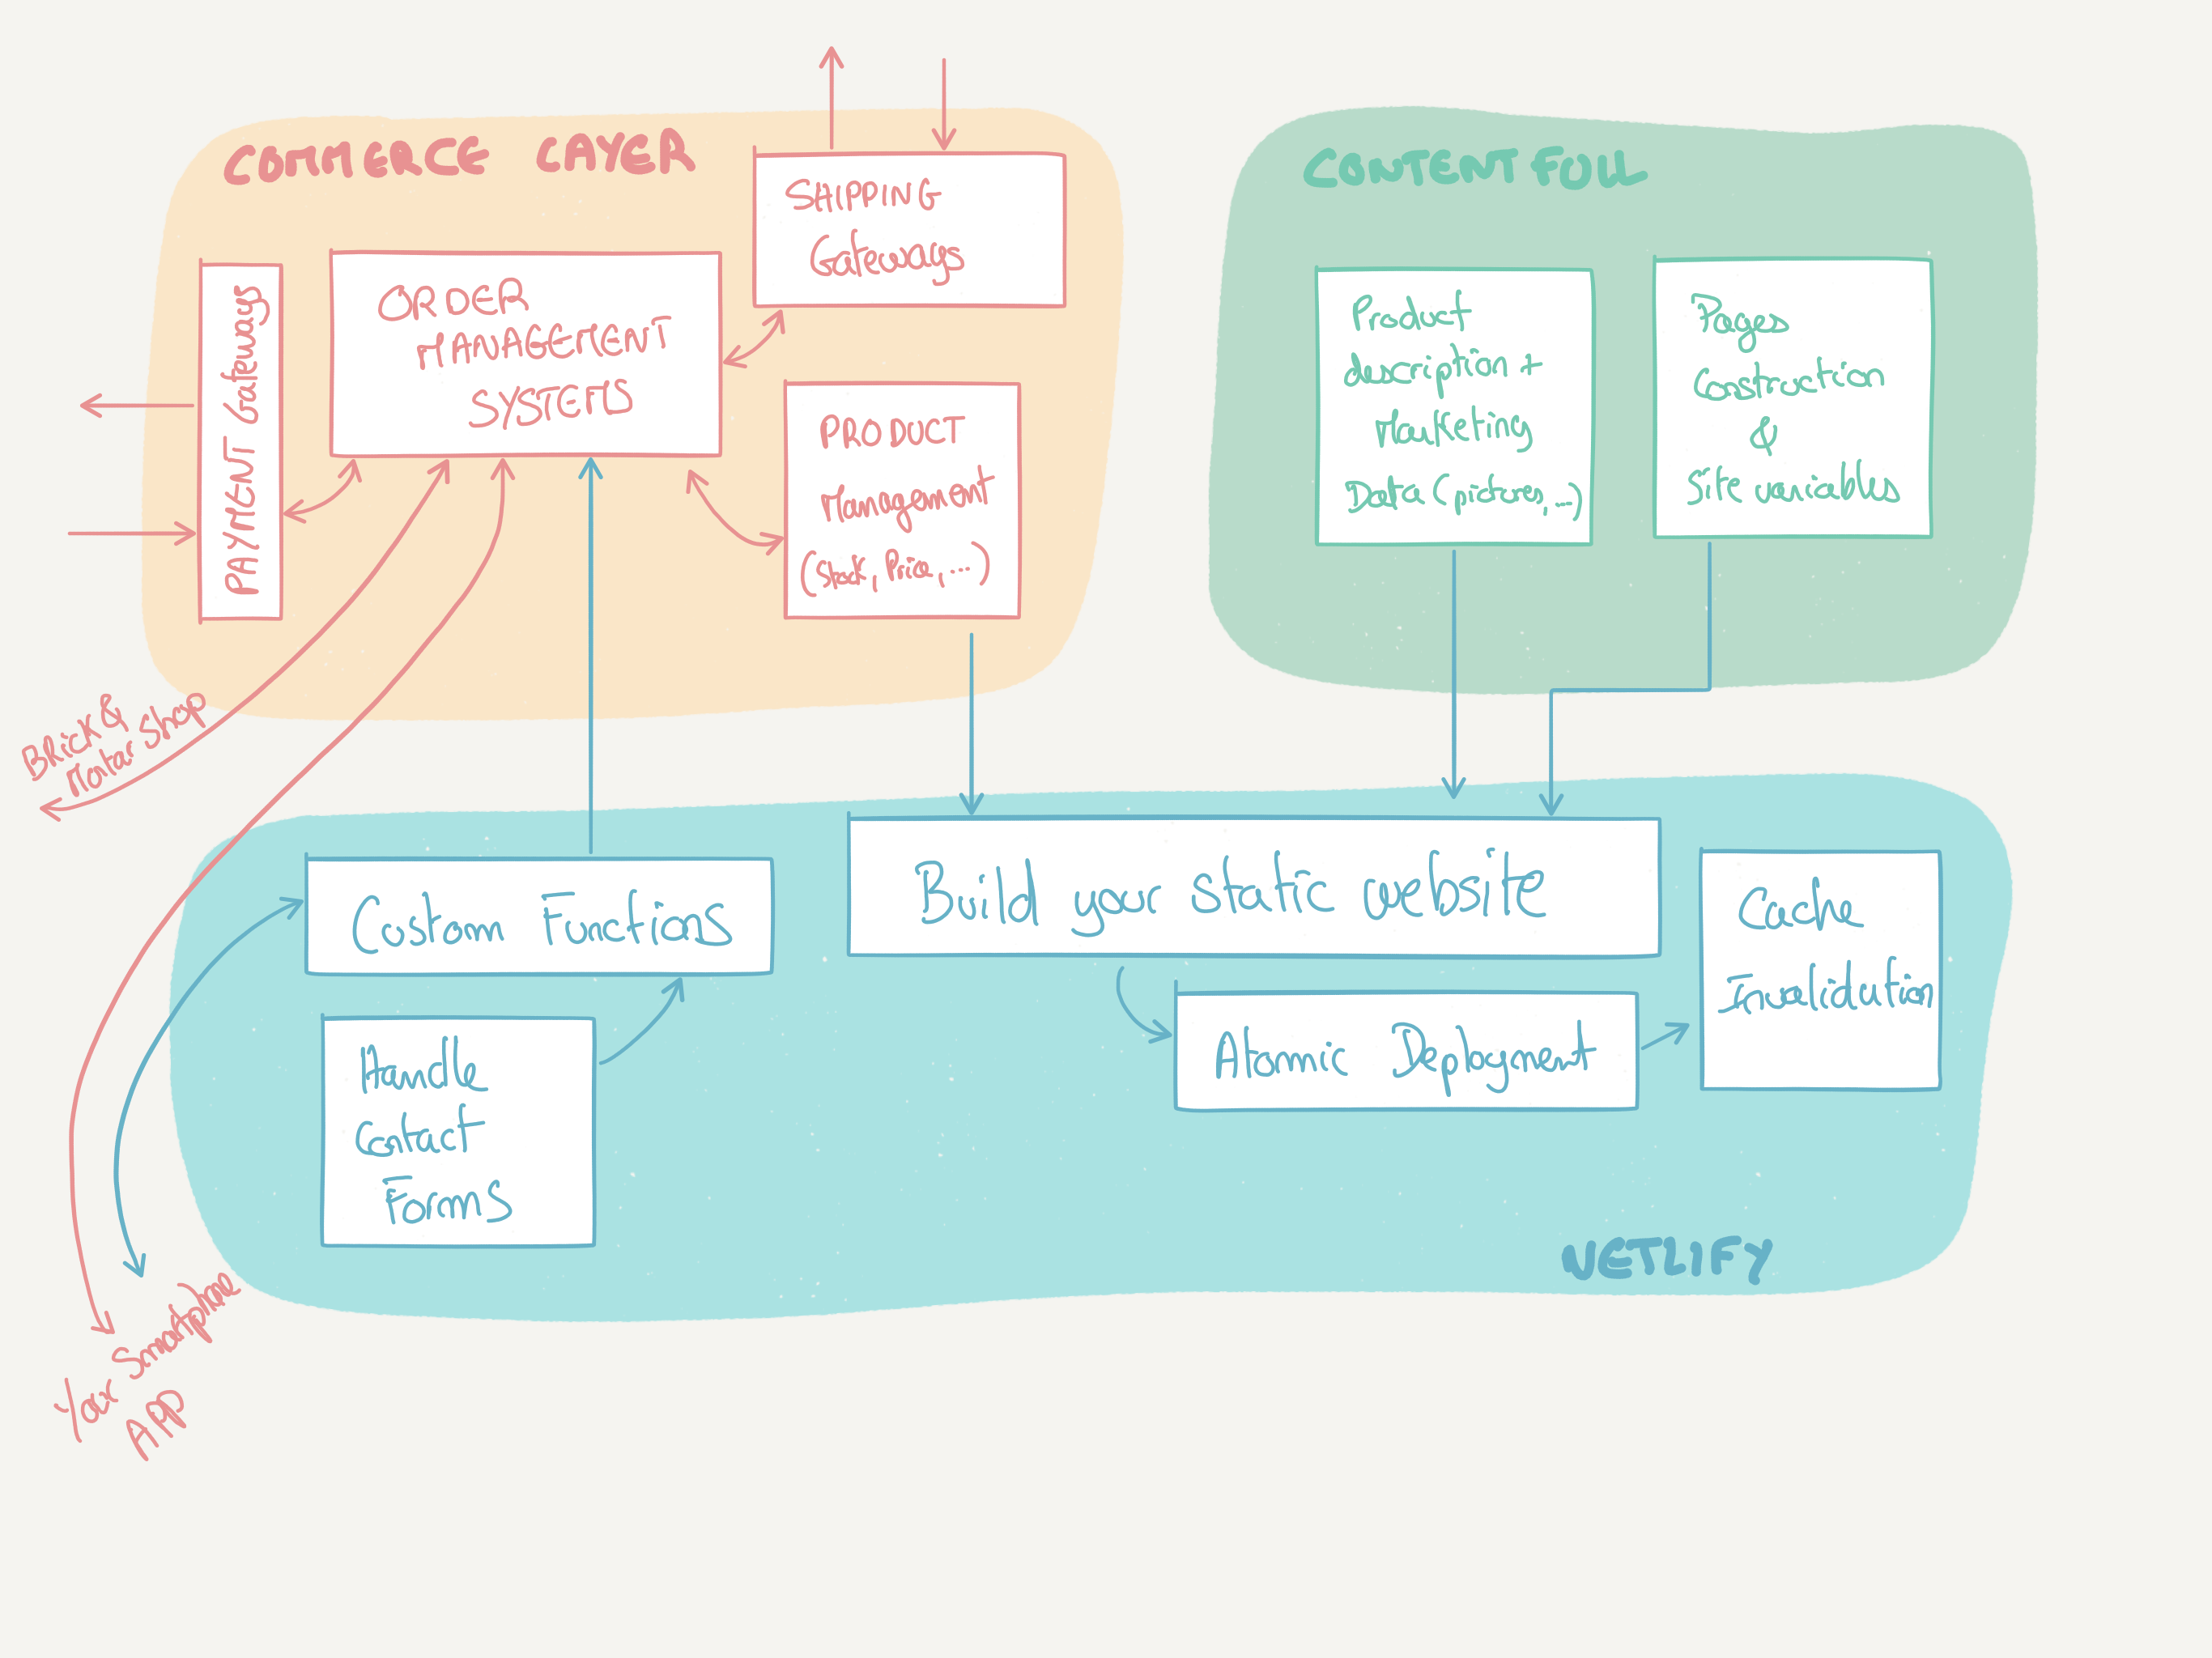 COMMERCE LAYER
SHIPPING
Gateways
ORDER
MANAGEMENT
SYSTEMS
PAYMENT Gateways
PRODUCT
Management
(Stock, Price, ...)
CONTENTFULL
Product
description +
Marketing
Data (pictures, ...)
Pages
Construction
&
Site variables
Brick &
Mortar Shop
Custom Functions
Build your static website
Cache
Invalidation
Atomic Deployment
Handle
Contact
Forms
NETLIFY
Your Smartphone
APP